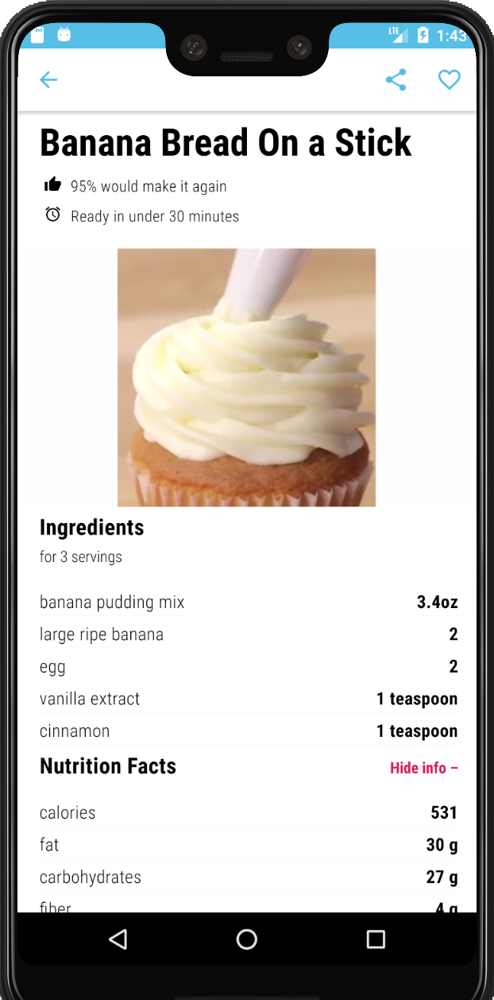 LTE 1:43
Banana Bread On a Stick
95% would make it again
Ready in under 30 minutes
Ingredients
for 3 servings
banana pudding mix 3.4oz
large ripe banana 2
egg 2
vanilla extract 1 teaspoon
cinnamon 1 teaspoon
Nutrition Facts Hide info –
calories 531
fat 30 g
carbohydrates 27 g
fiber 4 g